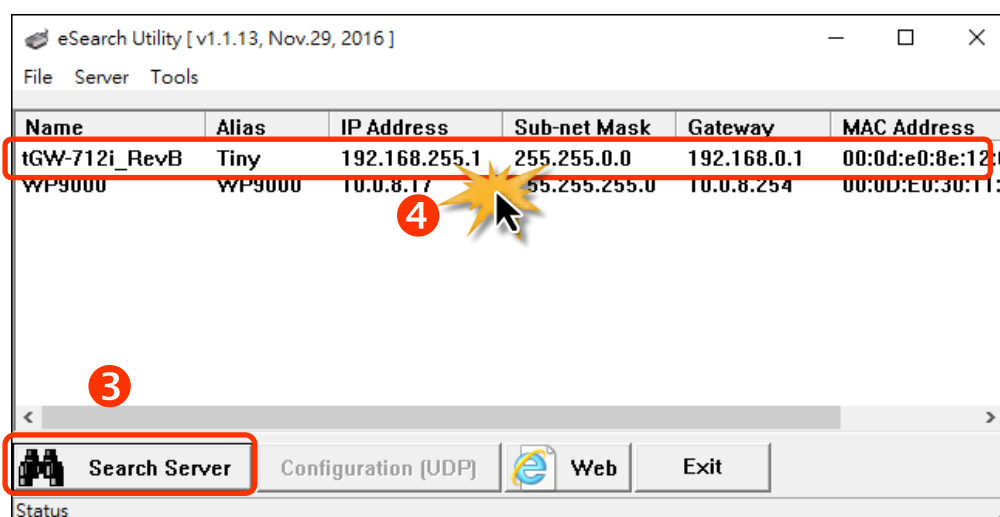 eSearch Utility [ v1.1.13, Nov.29, 2016 ]
File Server Tools
Name Alias IP Address Sub-net Mask Gateway MAC Address
tGW-712i_RevB Tiny 192.168.255.1 255.255.0.0 192.168.0.1 00:0d:e0:8e:12:
WP9000 WP9000 10.0.8.17 255.255.0 10.0.8.254 00:0D:E0:30:11:
4
3
Search Server Configuration (UDP) Web Exit
Status